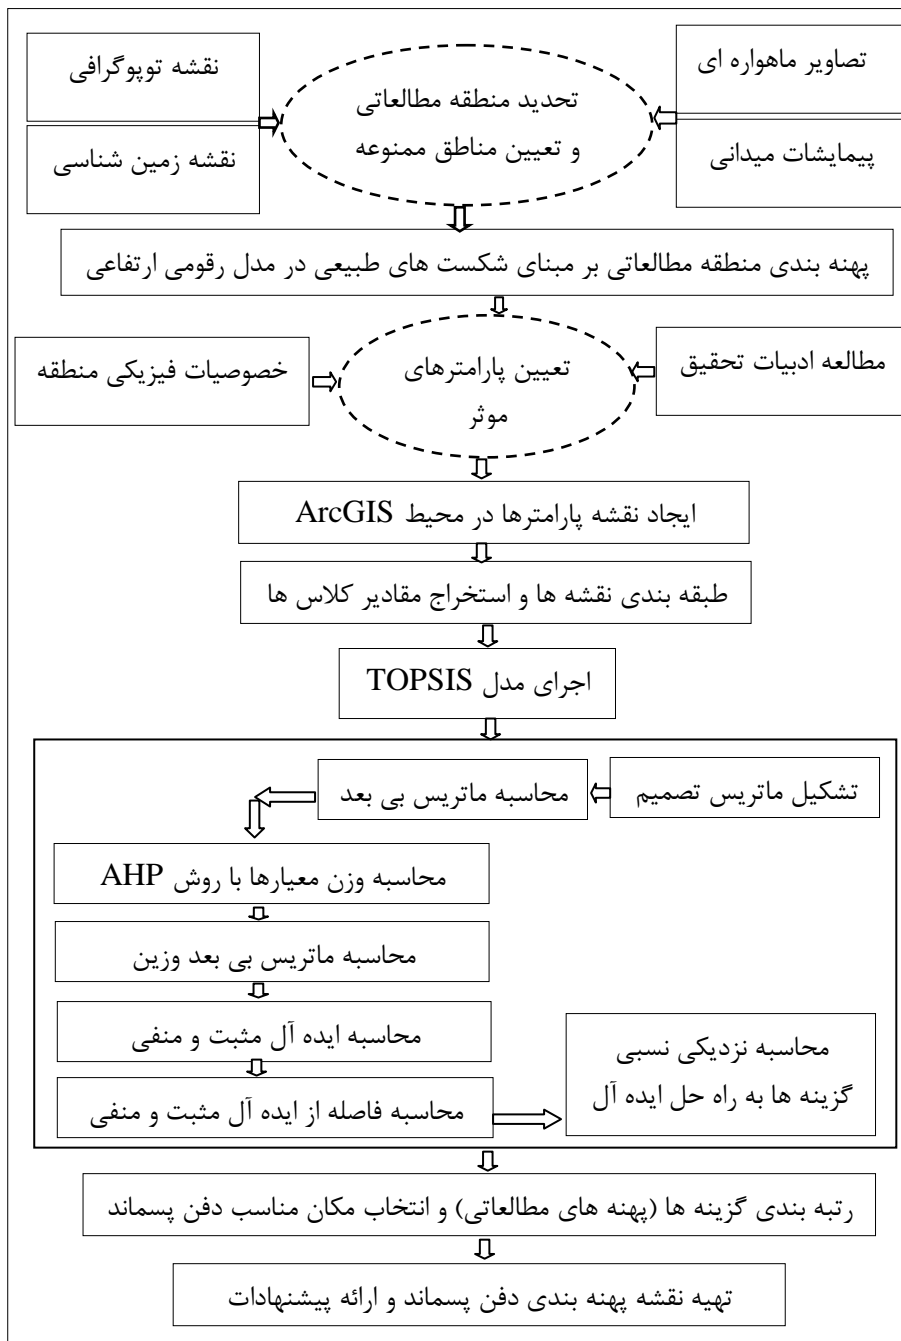 تصاویر ماهواره ای
پیمایشات میدانی
نقشه توپوگرافی
نقشه زمین شناسی
تحدید منطقه مطالعاتی
و تعیین مناطق ممنوعه
پهنه بندی منطقه مطالعاتی بر مبنای شکست های طبیعی در مدل رقومی ارتفاعی
مطالعه ادبیات تحقیق
خصوصیات فیزیکی منطقه
تعیین پارامترهای
موثر
ایجاد نقشه پارامترها در محیط ArcGIS
طبقه بندی نقشه ها و استخراج مقادیر کلاس ها
اجرای مدل TOPSIS
تشکیل ماتریس تصمیم
محاسبه ماتریس بی بعد
محاسبه وزن معیارها با روش AHP
محاسبه ماتریس بی بعد وزین
محاسبه ایده آل مثبت و منفی
محاسبه فاصله از ایده آل مثبت و منفی
محاسبه نزدیکی نسبی
گزینه ها به راه حل ایده آل
رتبه بندی گزینه ها (پهنه های مطالعاتی) و انتخاب مکان مناسب دفن پسماند
تهیه نقشه پهنه بندی دفن پسماند و ارائه پیشنهادات